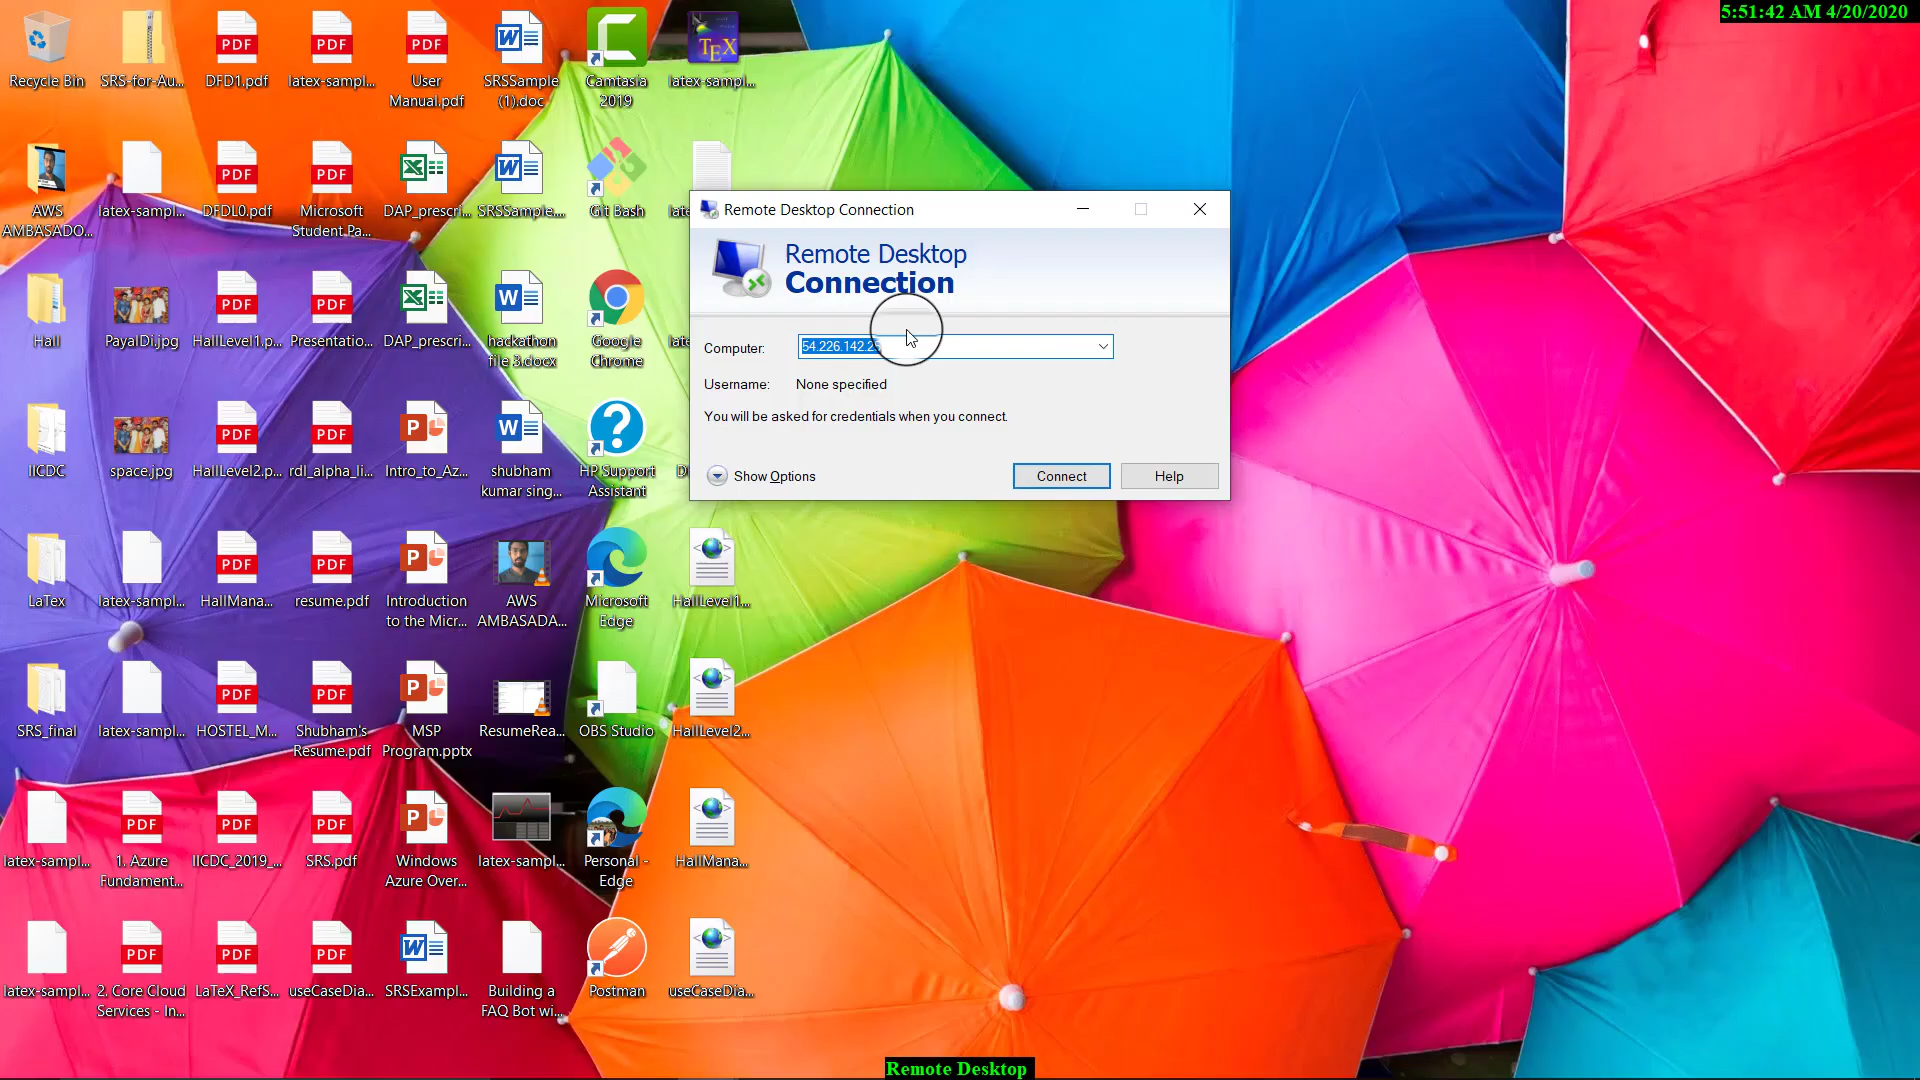 5:51:42 AM 4/20/2020
Recycle Bin
SRS-for-Au...
DFD1.pdf
latex-sampl...
User
Manual.pdf
SRSSample
(1).doc
Camtasia
2019
TEX
latex-sampl...
AWS
AMBASADO...
latex-sampl...
DFDL0.pdf
Microsoft
Student Pa...
DAP_prescri...
SRSSample....
Git Bash
Hall
PayalDi.jpg
HallLevel1.p...
Presentatio...
DAP_prescri...
hackathon
file 3.docx
Google
Chrome
IICDC
space.jpg
HallLevel2.p...
rdl_alpha_li...
Intro_to_Az...
shubham
kumar sing...
HP Support
Assistant
LaTex
latex-sampl...
HallMana...
resume.pdf
Introduction
to the Micr...
AWS
AMBASADA...
Microsoft
Edge
HallLevel1...
SRS_final
latex-sampl...
HOSTEL_M...
Shubham's
Resume.pdf
MSP
Program.pptx
ResumeRea...
OBS Studio
HallLevel2...
latex-sampl...
1. Azure
Fundament...
IICDC_2019_...
SRS.pdf
Windows
Azure Over...
latex-sampl...
Personal -
Edge
HallMana...
latex-sampl...
2. Core Cloud
Services - In...
LaTeX_RefS...
useCaseDia...
SRSExampl...
Building a
FAQ Bot wi...
Postman
useCaseDia...
Remote Desktop Connection
Remote Desktop
Connection
Computer: 54.226.142.2
Username: None specified
You will be asked for credentials when you connect.
Show Options
Connect
Help
Remote Desktop